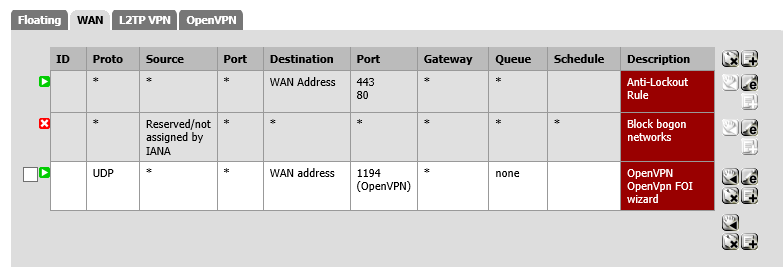 Floating WAN L2TP VPN OpenVPN
ID Proto Source Port Destination Port Gateway Queue Schedule Description
* * * WAN Address 443 * * Anti-Lockout
80 Rule
* Reserved/not * * * * * * Block bogon
assigned by networks
IANA
UDP * * WAN address 1194 * none OpenVPN
(OpenVPN) OpenVpn FOI
wizard